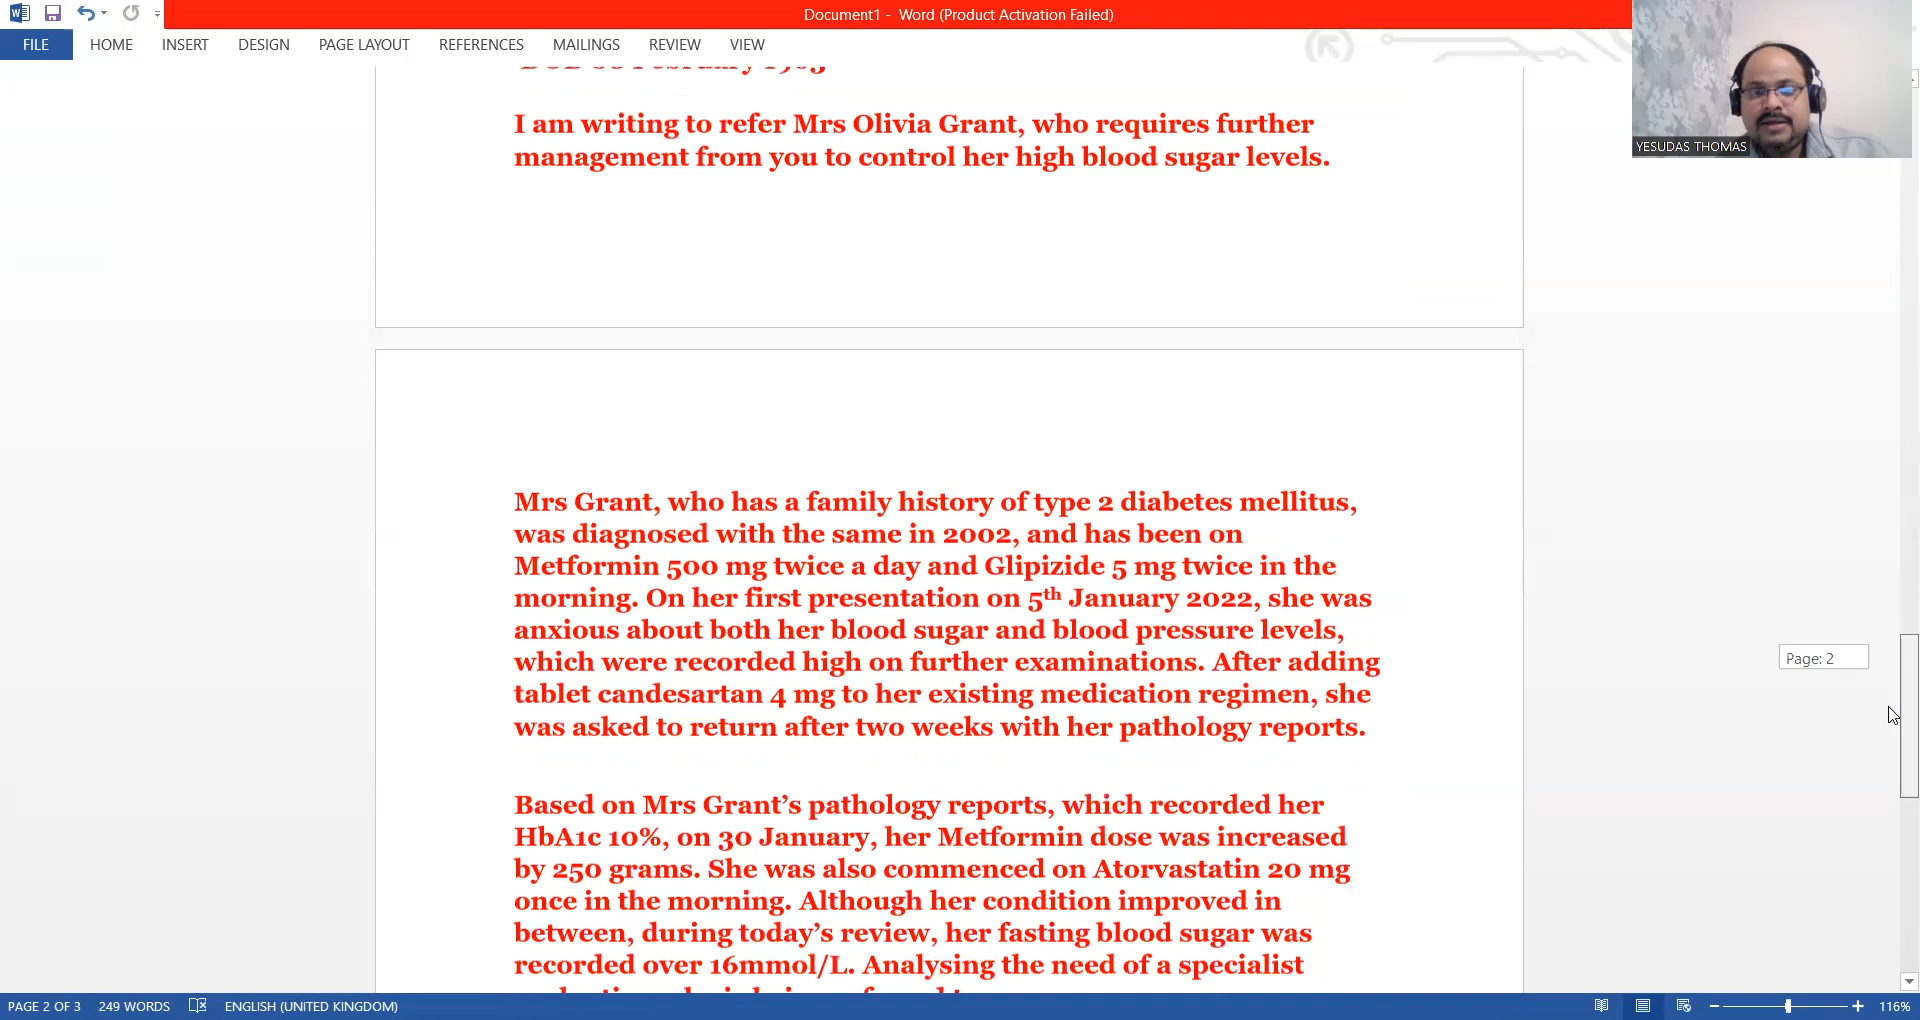 Document1 - Word (Product Activation Failed)
FILE HOME INSERT DESIGN PAGE LAYOUT REFERENCES MAILINGS REVIEW VIEW
YESUDAS THOMAS
I am writing to refer Mrs Olivia Grant, who requires further
management from you to control her high blood sugar levels.
Mrs Grant, who has a family history of type 2 diabetes mellitus,
was diagnosed with the same in 2002, and has been on
Metformin 500 mg twice a day and Glipizide 5 mg twice in the
morning. On her first presentation on 5th January 2022, she was
anxious about both her blood sugar and blood pressure levels,
which were recorded high on further examinations. After adding
tablet candesartan 4 mg to her existing medication regimen, she
was asked to return after two weeks with her pathology reports.
Page: 2
Based on Mrs Grant’s pathology reports, which recorded her
HbA1c 10%, on 30 January, her Metformin dose was increased
by 250 grams. She was also commenced on Atorvastatin 20 mg
once in the morning. Although her condition improved in
between, during today’s review, her fasting blood sugar was
recorded over 16mmol/L. Analysing the need of a specialist
PAGE 2 OF 3 249 WORDS ENGLISH (UNITED KINGDOM) 116%